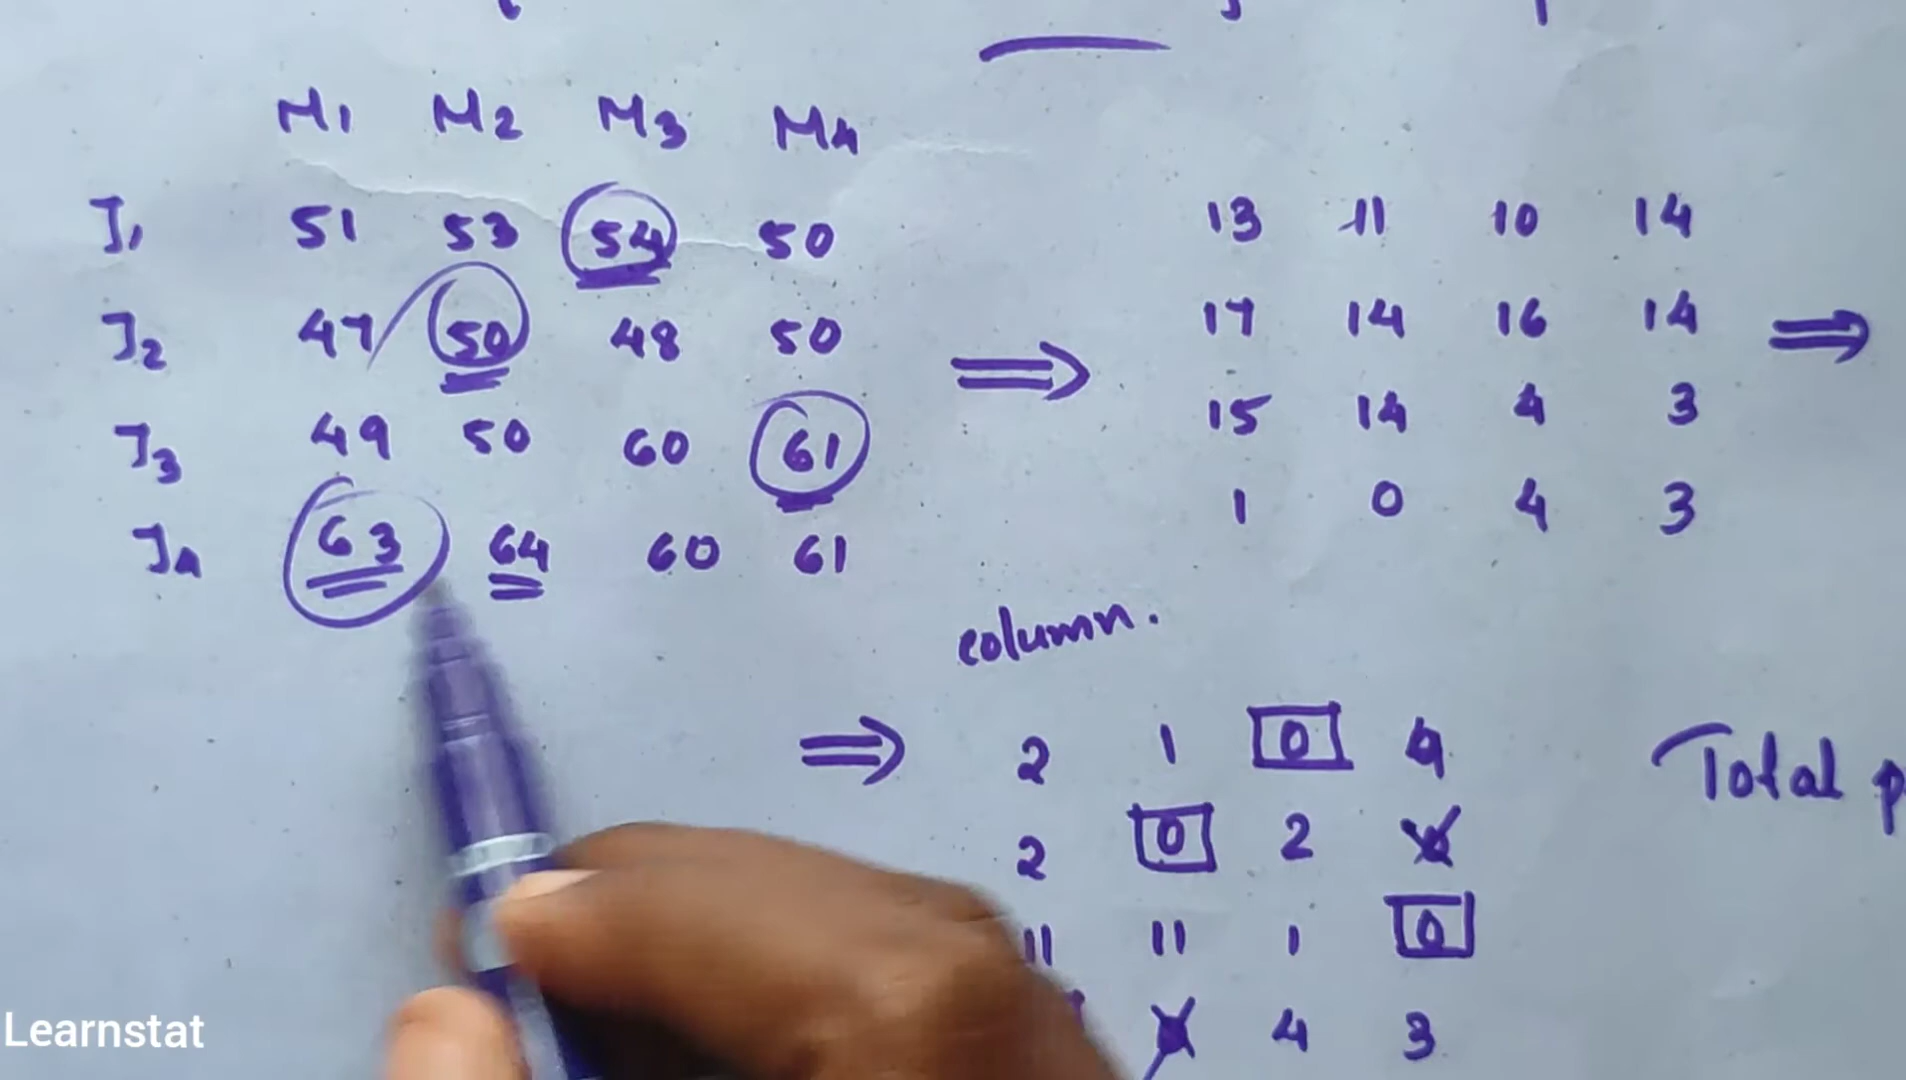 M1 M2 M3 M4
J1 51 53 54 50
J2 47 50 48 50
J3 49 50 60 61
J4 63 64 60 61
⇒
13 11 10 14
17 14 16 14
15 14 4 3
1 0 4 3
⇒
column.
⇒
2 1 0 4
2 0 2
11 11 1 0
4 3
Total
Learnstat